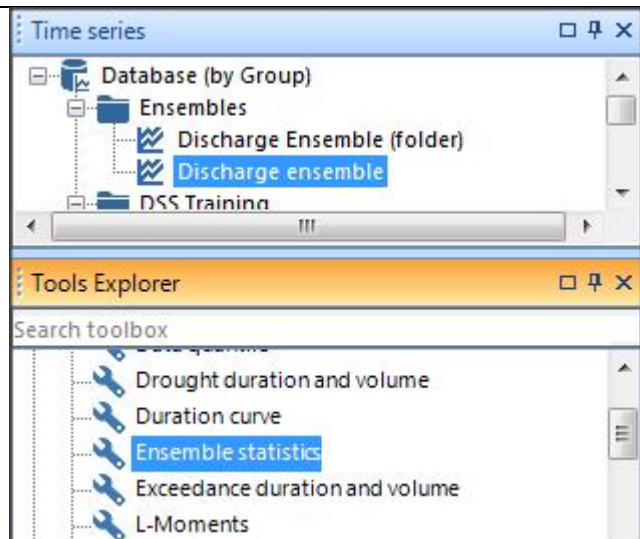 Time series
Database (by Group)
Ensembles
Discharge Ensemble (folder)
Discharge ensemble
DSS Training
Tools Explorer
Search toolbox
Drought duration and volume
Duration curve
Ensemble statistics
Exceedance duration and volume
L-Moments